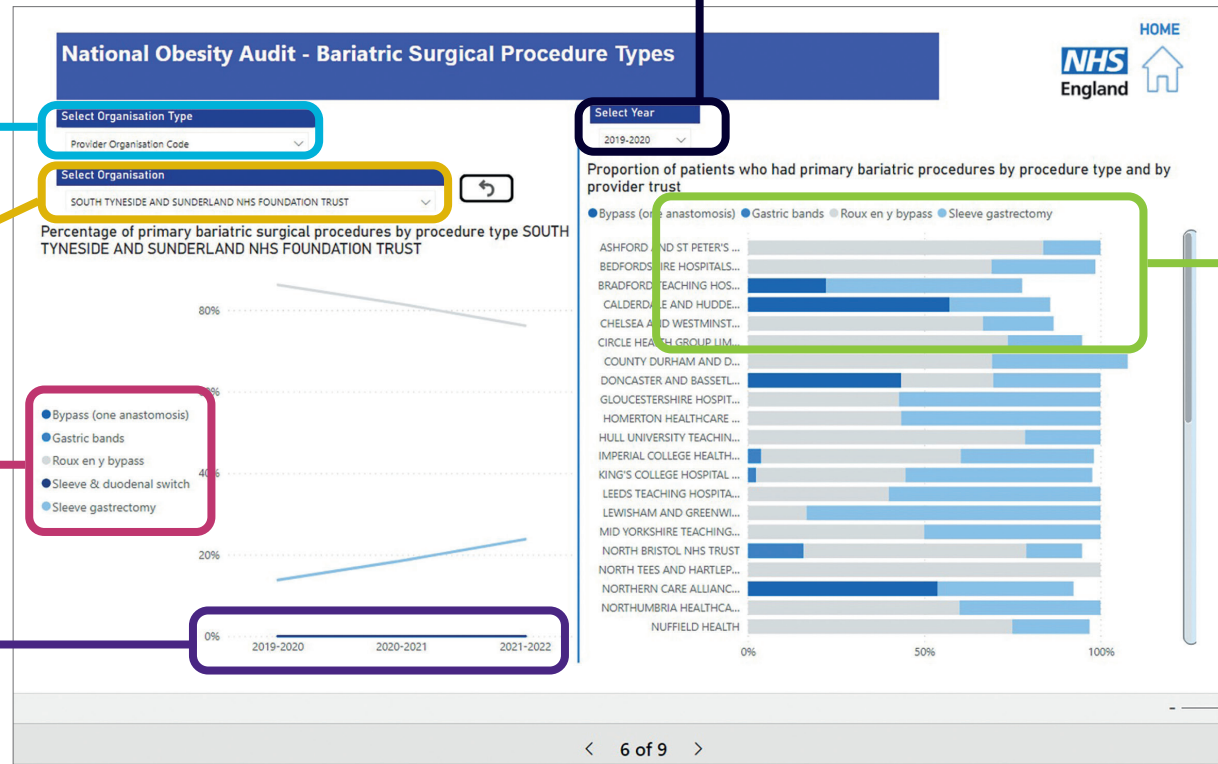 HOME
National Obesity Audit - Bariatric Surgical Procedure Types
NHS
England
Select Organisation Type
Provider Organisation Code
Select Year
2019-2020
Select Organisation
SOUTH TYNESIDE AND SUNDERLAND NHS FOUNDATION TRUST
Percentage of primary bariatric surgical procedures by procedure type SOUTH
TYNESIDE AND SUNDERLAND NHS FOUNDATION TRUST
80%
40%
20%
0%
2019-2020 2020-2021 2021-2022
Bypass (one anastomosis)
Gastric bands
Roux en y bypass
Sleeve & duodenal switch
Sleeve gastrectomy
Proportion of patients who had primary bariatric procedures by procedure type and by
provider trust
Bypass (one anastomosis) Gastric bands Roux en y bypass Sleeve gastrectomy
ASHFORD AND ST PETER'S ...
BEDFORDSHIRE HOSPITALS...
BRADFORD TEACHING HOS...
CALDERDALE AND HUDDE...
CHELSEA AND WESTMINST...
CIRCLE HEALTH GROUP LIM...
COUNTY DURHAM AND D...
DONCASTER AND BASSETL...
GLOUCESTERSHIRE HOSPIT...
HOMERTON HEALTHCARE ...
HULL UNIVERSITY TEACHIN...
IMPERIAL COLLEGE HEALTH...
KING'S COLLEGE HOSPITAL ...
LEEDS TEACHING HOSPITA...
LEWISHAM AND GREENWI...
MID YORKSHIRE TEACHING...
NORTH BRISTOL NHS TRUST
NORTH TEES AND HARTLEP...
NORTHERN CARE ALLIANC...
NORTHUMBRIA HEALTHCA...
NUFFIELD HEALTH
0% 50% 100%
6 of 9